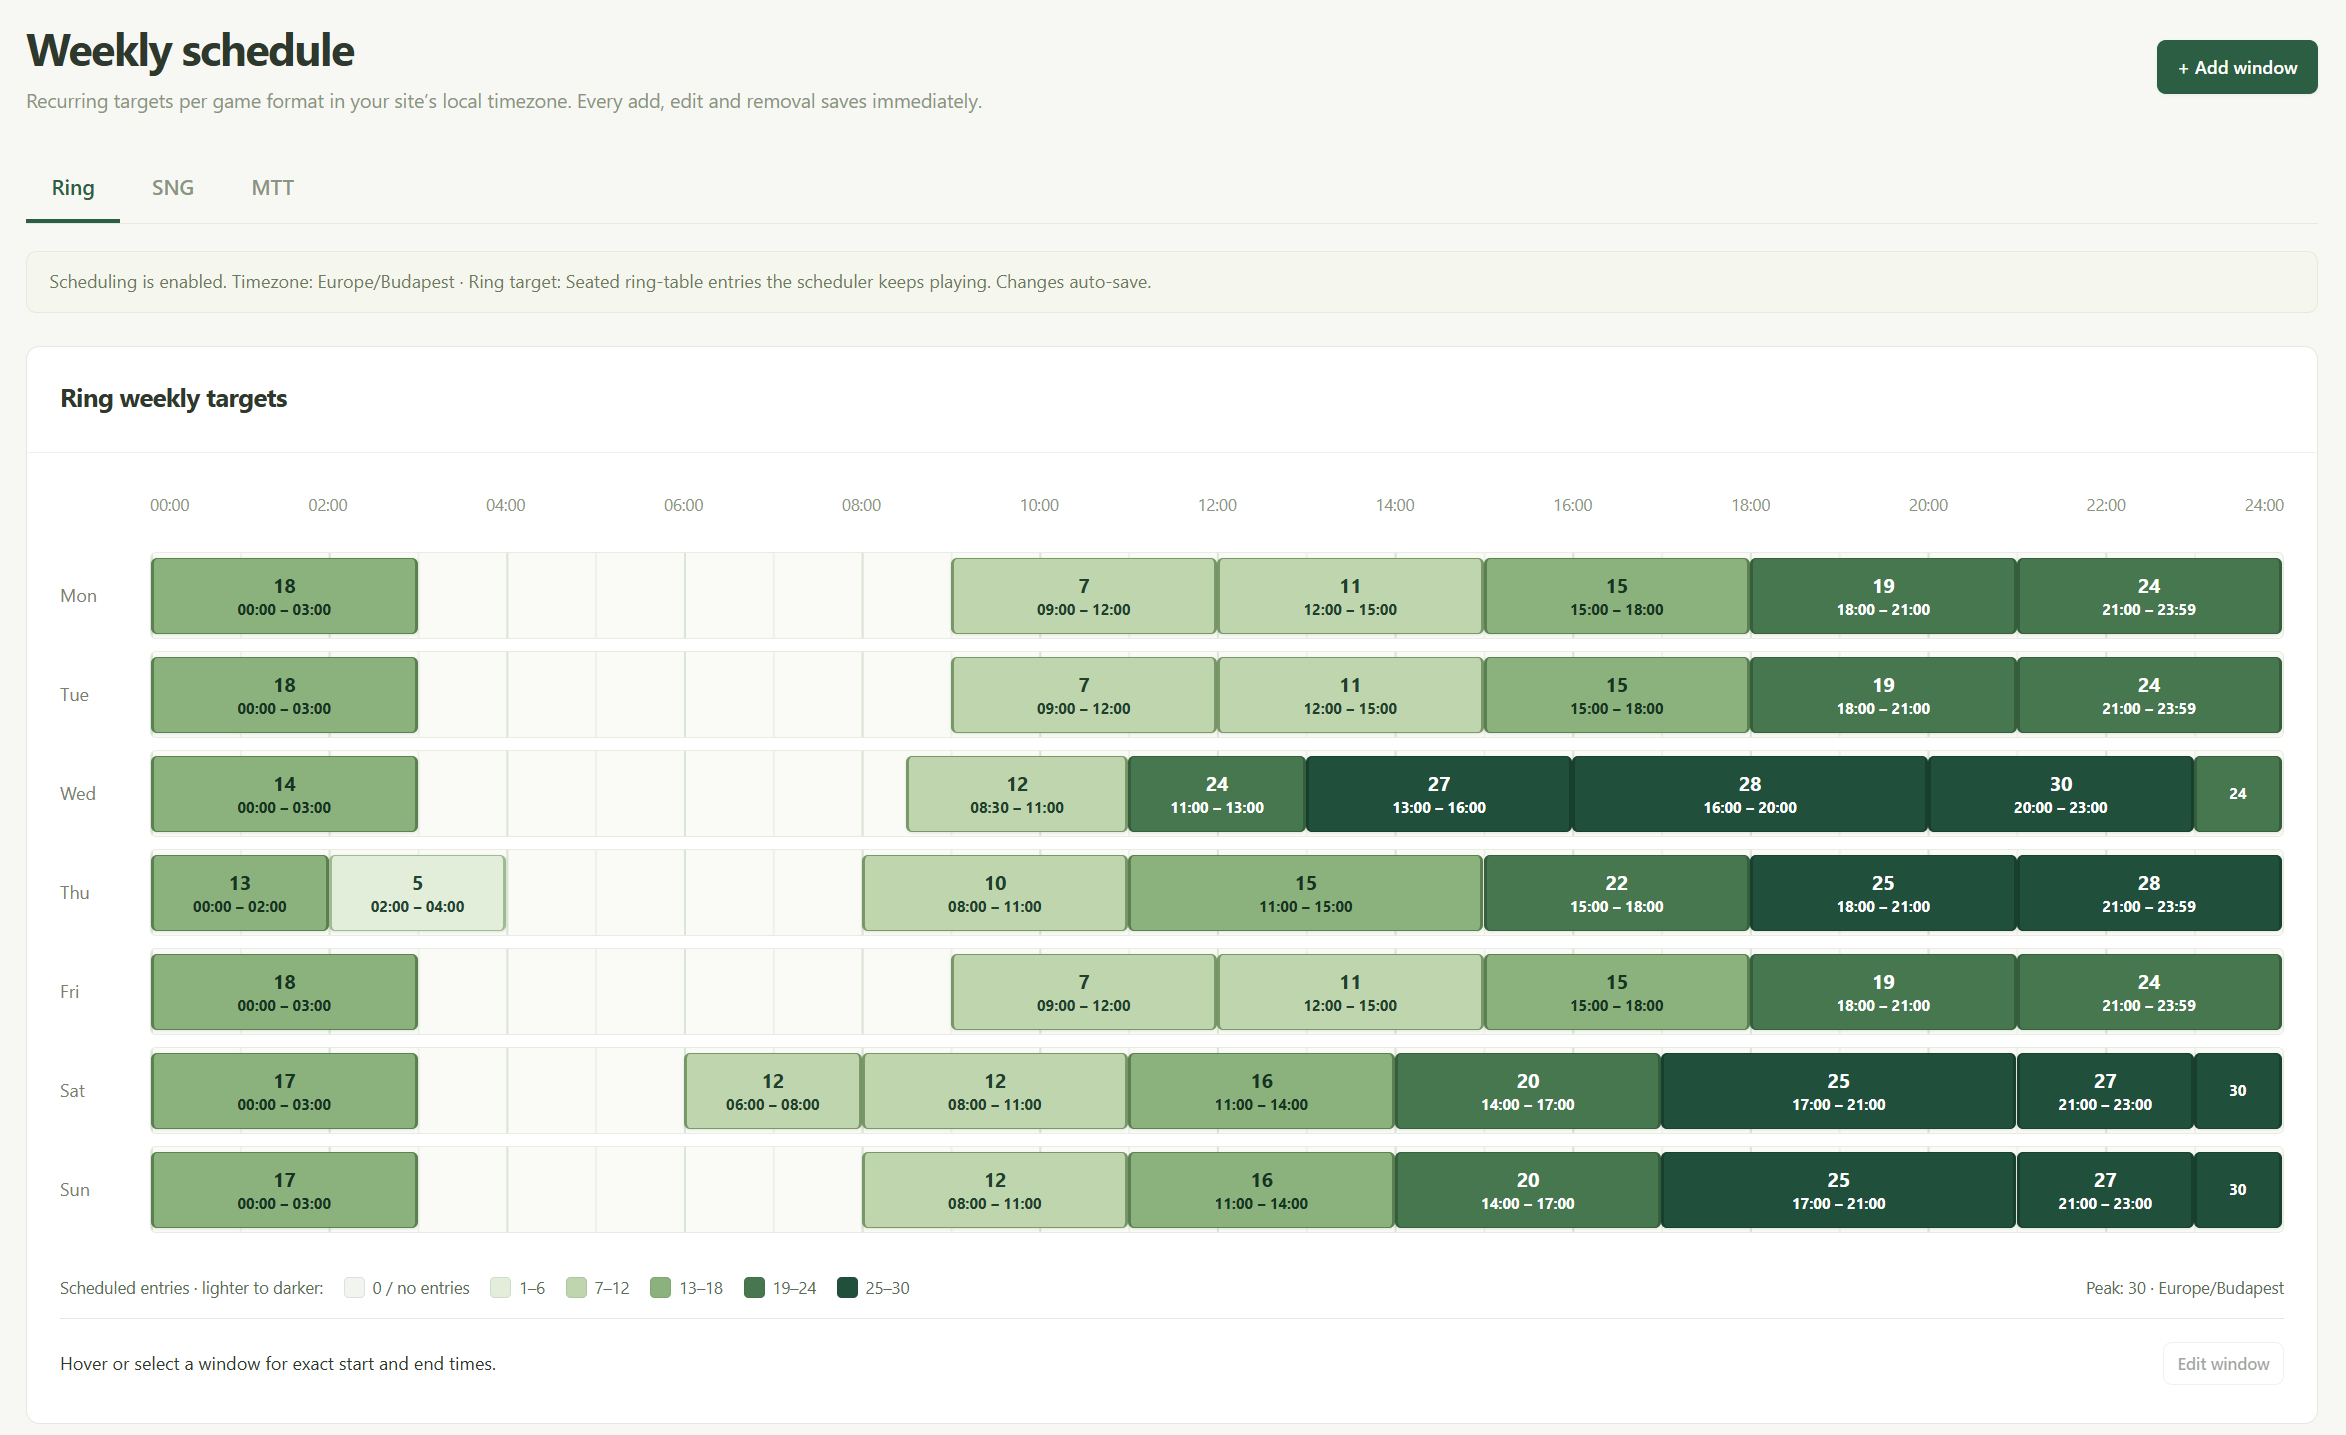 Weekly schedule
+ Add window
Recurring targets per game format in your site’s local timezone. Every add, edit and removal saves immediately.
Ring SNG MTT
Scheduling is enabled. Timezone: Europe/Budapest · Ring target: Seated ring-table entries the scheduler keeps playing. Changes auto-save.
Ring weekly targets
00:00 02:00 04:00 06:00 08:00 10:00 12:00 14:00 16:00 18:00 20:00 22:00 24:00
Mon
18 7 11 15 19 24
00:00 – 03:00 09:00 – 12:00 12:00 – 15:00 15:00 – 18:00 18:00 – 21:00 21:00 – 23:59
Tue
18 7 11 15 19 24
00:00 – 03:00 09:00 – 12:00 12:00 – 15:00 15:00 – 18:00 18:00 – 21:00 21:00 – 23:59
Wed
14 12 24 27 28 30 24
00:00 – 03:00 08:30 – 11:00 11:00 – 13:00 13:00 – 16:00 16:00 – 20:00 20:00 – 23:00
Thu
13 5 10 15 22 25 28
00:00 – 02:00 02:00 – 04:00 08:00 – 11:00 11:00 – 15:00 15:00 – 18:00 18:00 – 21:00 21:00 – 23:59
Fri
18 7 11 15 19 24
00:00 – 03:00 09:00 – 12:00 12:00 – 15:00 15:00 – 18:00 18:00 – 21:00 21:00 – 23:59
Sat
17 12 12 16 20 25 27 30
00:00 – 03:00 06:00 – 08:00 08:00 – 11:00 11:00 – 14:00 14:00 – 17:00 17:00 – 21:00 21:00 – 23:00
Sun
17 12 16 20 25 27 30
00:00 – 03:00 08:00 – 11:00 11:00 – 14:00 14:00 – 17:00 17:00 – 21:00 21:00 – 23:00
Scheduled entries · lighter to darker: 0 / no entries 1–6 7–12 13–18 19–24 25–30 Peak: 30 · Europe/Budapest
Hover or select a window for exact start and end times. Edit window